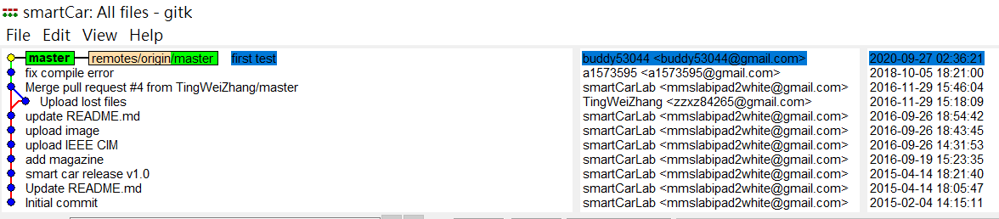 smartCar: All files - gitk
File Edit View Help
master remotes/origin/master first test buddy53044 <buddy53044@gmail.com> 2020-09-27 02:36:21
fix compile error a1573595 <a1573595@gmail.com> 2018-10-05 18:21:00
Merge pull request #4 from TingWeiZhang/master smartCarLab <mmslabipad2white@gmail.com> 2016-11-29 15:46:04
Upload lost files TingWeiZhang <zzxz84265@gmail.com> 2016-11-29 15:18:09
update README.md smartCarLab <mmslabipad2white@gmail.com> 2016-09-26 18:54:42
upload image smartCarLab <mmslabipad2white@gmail.com> 2016-09-26 18:43:45
upload IEEE CIM smartCarLab <mmslabipad2white@gmail.com> 2016-09-26 14:31:53
add magazine smartCarLab <mmslabipad2white@gmail.com> 2016-09-19 15:23:35
smart car release v1.0 smartCarLab <mmslabipad2white@gmail.com> 2015-04-14 18:21:40
Update README.md smartCarLab <mmslabipad2white@gmail.com> 2015-04-14 18:05:47
Initial commit smartCarLab <mmslabipad2white@gmail.com> 2015-02-04 14:15:11